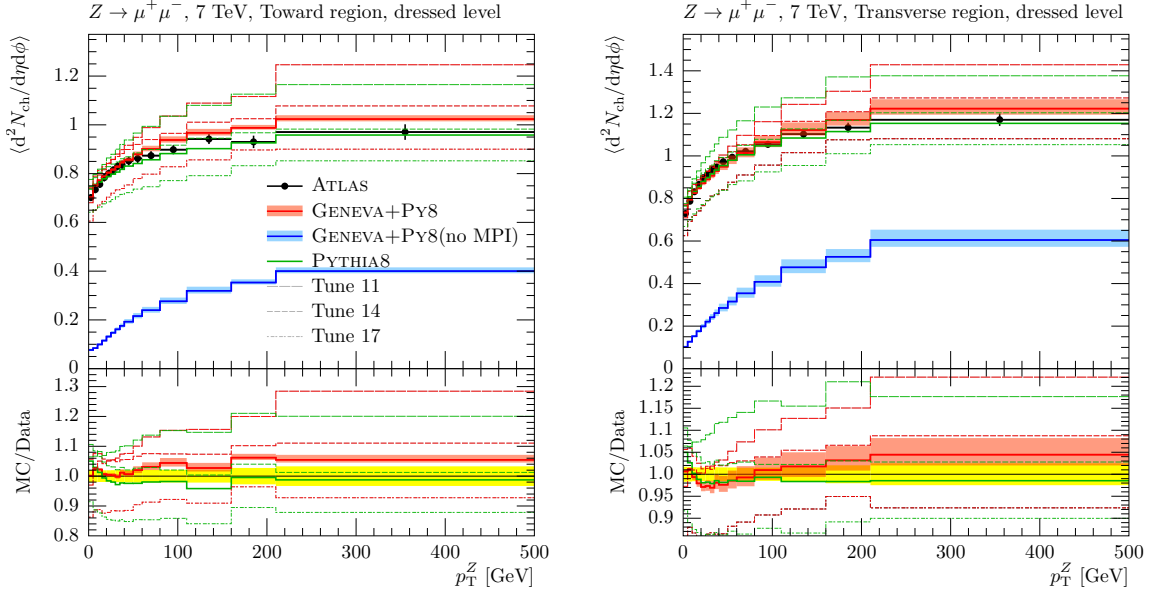 Z → μ⁺μ⁻, 7 TeV, Toward region, dressed level
⟨d²N_ch/dηdϕ⟩
1.2
1
0.8
0.6
0.4
0.2
0
ATLAS
GENEVA+PY8
GENEVA+PY8(no MPI)
PYTHIA8
Tune 11
Tune 14
Tune 17
MC/Data
1.3
1.2
1.1
1.0
0.9
0.8
0 100 200 300 400 500
p_T^Z [GeV]
Z → μ⁺μ⁻, 7 TeV, Transverse region, dressed level
⟨d²N_ch/dηdϕ⟩
1.4
1.2
1
0.8
0.6
0.4
0.2
0
MC/Data
1.2
1.15
1.1
1.05
1.0
0.95
0.9
0 100 200 300 400 500
p_T^Z [GeV]